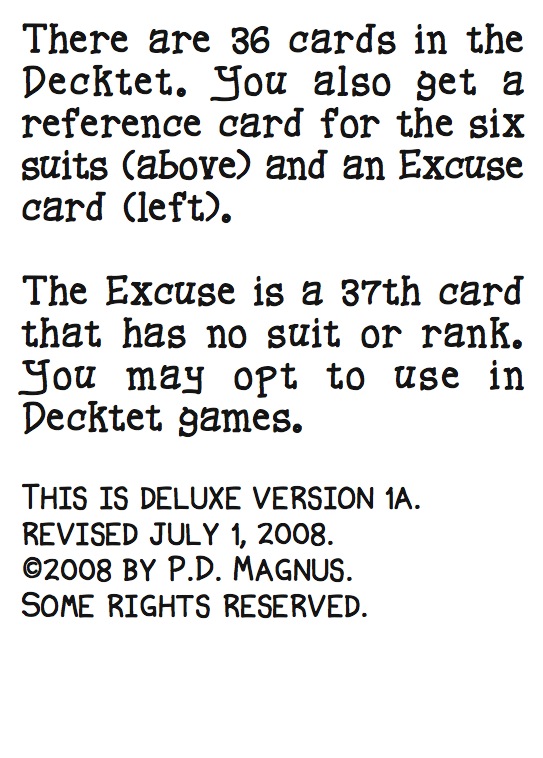 There are 36 cards in the
Decktet. You also get a
reference card for the six
suits (above) and an Excuse
card (left).
The Excuse is a 37th card
that has no suit or rank.
You may opt to use in
Decktet games.
THIS IS DELUXE VERSION 1A.
REVISED JULY 1, 2008.
©2008 BY P.D. MAGNUS.
SOME RIGHTS RESERVED.